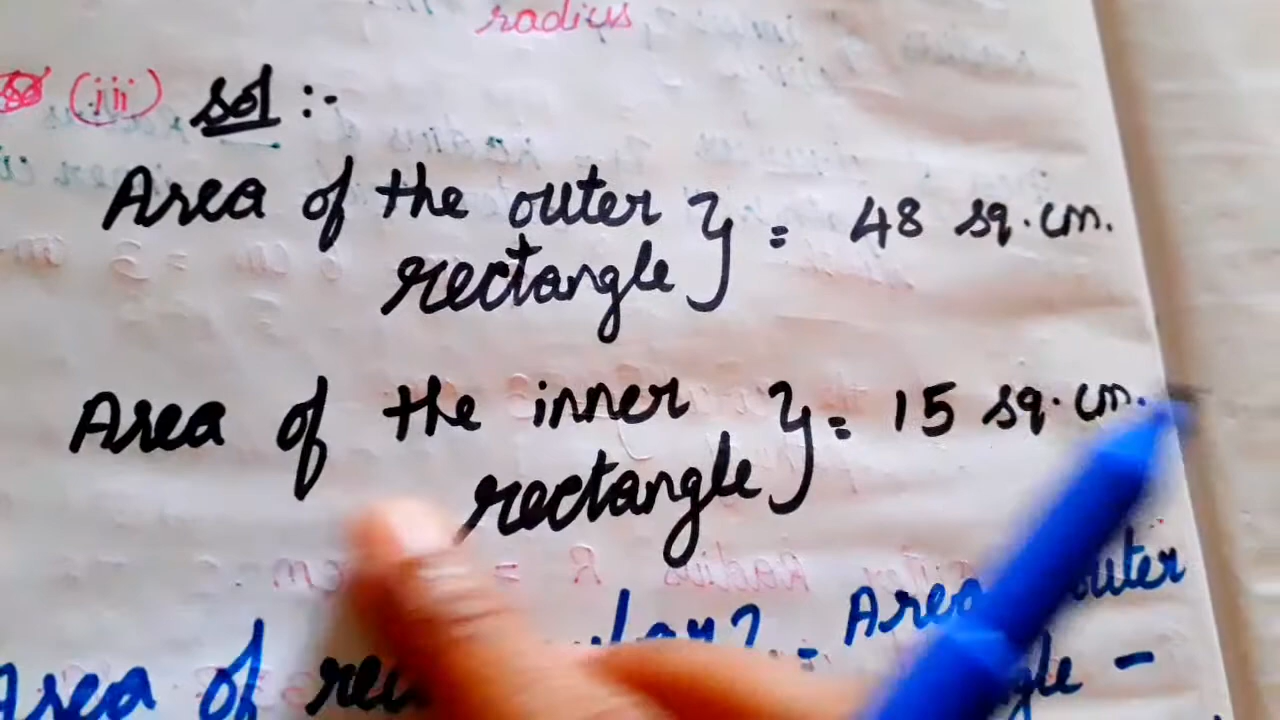 radius
(iii) sol :-
Area of the outer } = 48 sq. cm.
rectangle
Area of the inner } = 15 sq. cm.
rectangle
Area outer
Area of
-